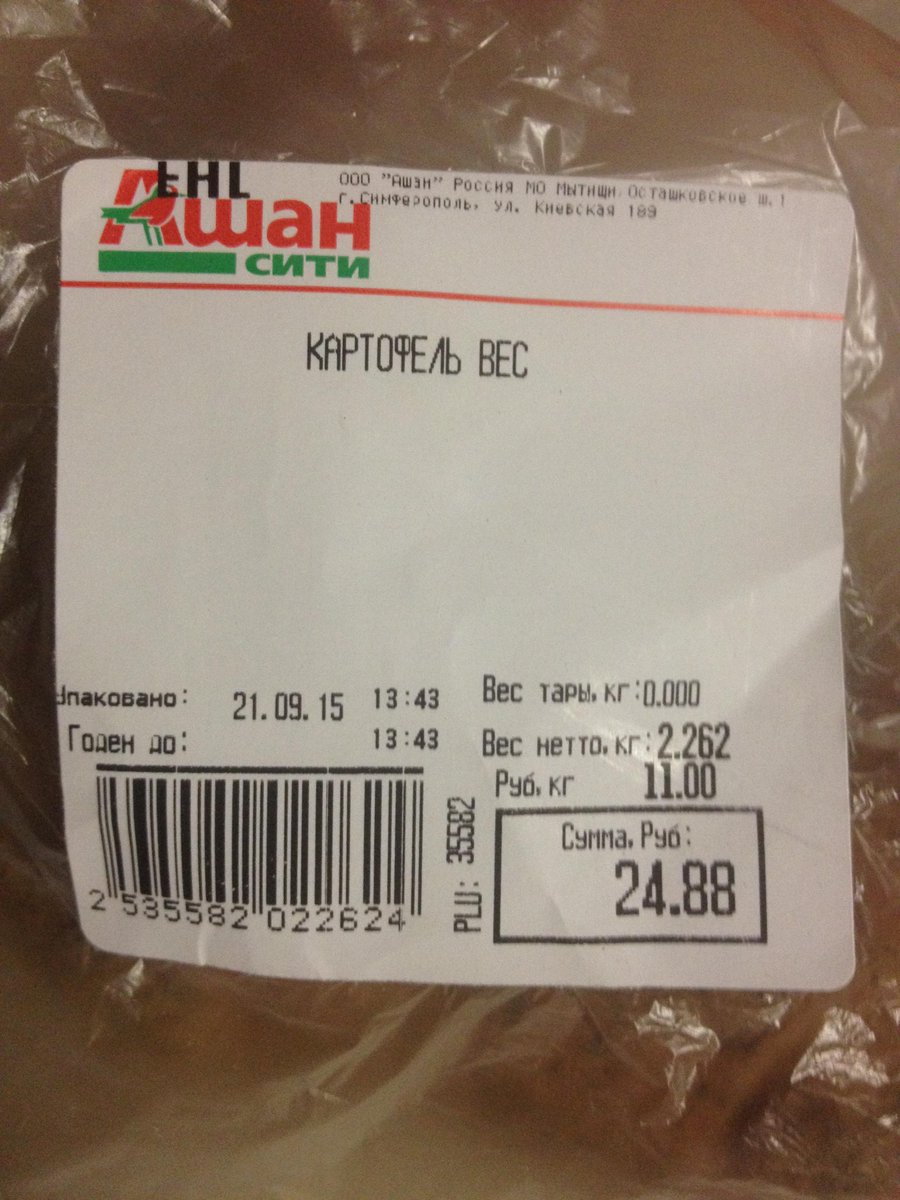 ЕАС
Ашан
СИТИ
ООО "Ашан" Россия МО Мытищи, Осташковское ш.1
г.Симферополь, ул. Киевская 189
КАРТОФЕЛЬ ВЕС
Упаковано: 21.09.15 13:43
Годен до: 13:43
Вес тары,кг:0.000
Вес нетто,кг:2.262
Руб,кг 11.00
Сумма,Руб:
24.88
PLU: 35582
2 535582 022624